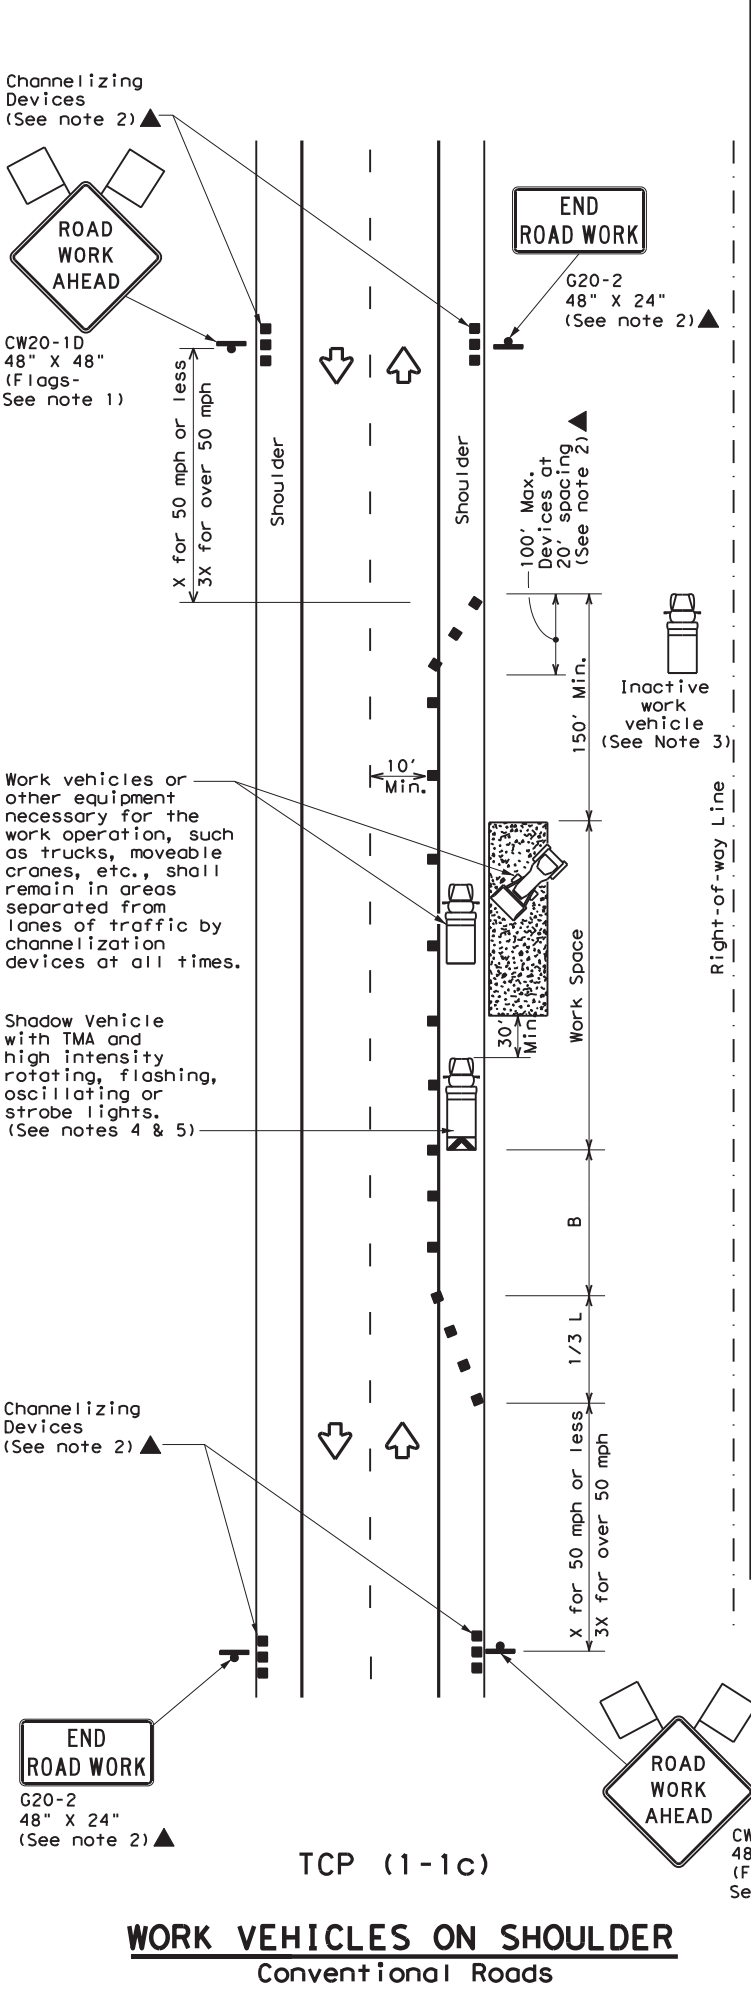 Channelizing
Devices
(See note 2)
ROAD
WORK
AHEAD
CW20-1D
48" X 48"
(Flags-
See note 1)
END
ROAD WORK
G20-2
48" X 24"
(See note 2)
X for 50 mph or less
3X for over 50 mph
Shoulder
Shoulder
100' Max.
Devices at
20' spacing
(See note 2)
150' Min.
Inactive
work
vehicle
(See Note 3)
10'
Min.
Work vehicles or
other equipment
necessary for the
work operation, such
as trucks, moveable
cranes, etc., shall
remain in areas
separated from
lanes of traffic by
channelization
devices at all times.
Right-of-way Line
Work Space
30'
Min.
Shadow Vehicle
with TMA and
high intensity
rotating, flashing,
oscillating or
strobe lights.
(See notes 4 & 5)
B
1/3 L
X for 50 mph or less
3X for over 50 mph
Channelizing
Devices
(See note 2)
END
ROAD WORK
G20-2
48" X 24"
(See note 2)
ROAD
WORK
AHEAD
CW
48
(F
Se
TCP (1-1c)
WORK VEHICLES ON SHOULDER
Conventional Roads